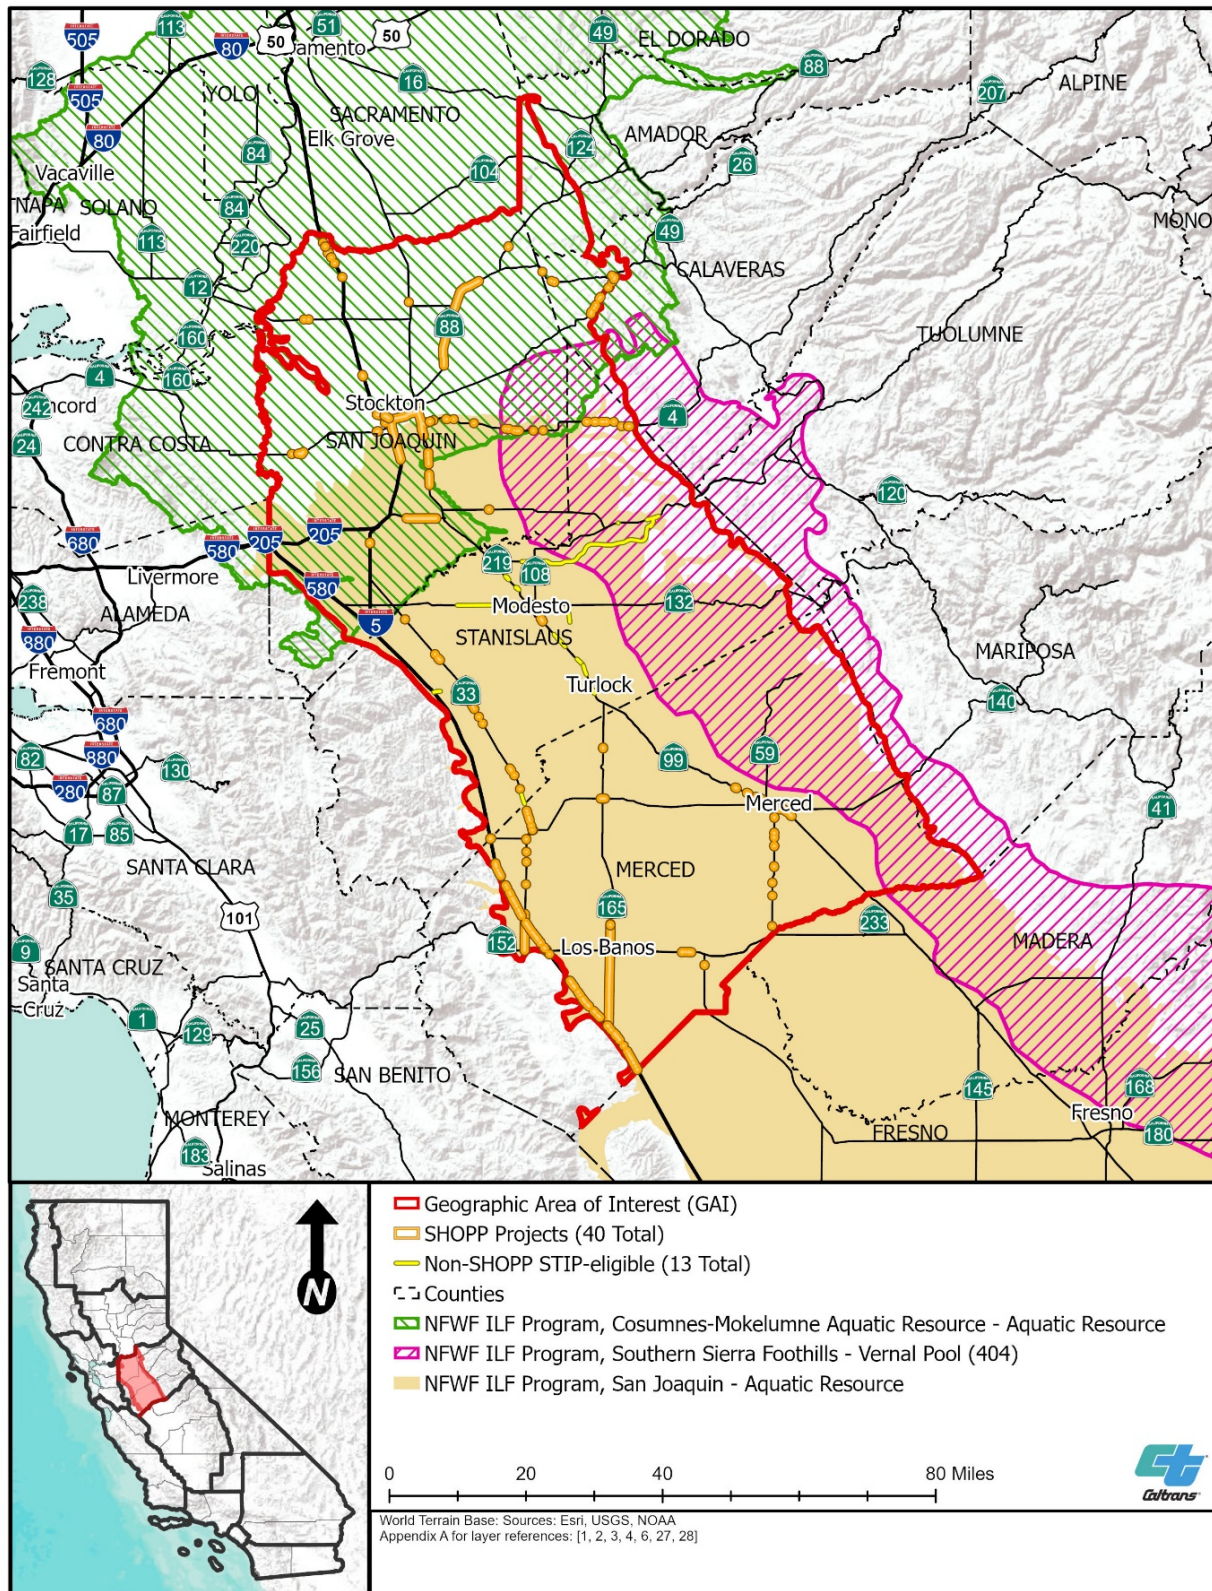 505
113
51
50
50
49
EL DORADO
80
amento
88
128
16
207
ALPINE
505
YOLO
SACRAMENTO
AMADOR
80
Elk Grove
124
84
104
26
Vacaville
NAPA
SOLANO
84
MONO
Fairfield
113
220
49
CALAVERAS
12
160
88
TUOLUMNE
4
160
242
ncord
Stockton
4
24
CONTRA COSTA
SAN JOAQUIN
120
680
580
205
205
219
Livermore
580
108
238
ALAMEDA
5
Modesto
132
880
STANISLAUS
MARIPOSA
Fremont
33
Turlock
140
680
82
880
130
99
59
280
87
Merced
41
17
85
SANTA CLARA
MERCED
35
101
165
233
9
152
Los Banos
MADERA
SANTA CRUZ
Santa
Cruz
1
129
25
156
SAN BENITO
145
168
MONTEREY
Fresno
FRESNO
180
183
Salinas
N
Geographic Area of Interest (GAI)
SHOPP Projects (40 Total)
Non-SHOPP STIP-eligible (13 Total)
Counties
NFWF ILF Program, Cosumnes-Mokelumne Aquatic Resource - Aquatic Resource
NFWF ILF Program, Southern Sierra Foothills - Vernal Pool (404)
NFWF ILF Program, San Joaquin - Aquatic Resource
0 20 40 80 Miles
Caltrans
World Terrain Base: Sources: Esri, USGS, NOAA
Appendix A for layer references: [1, 2, 3, 4, 6, 27, 28]